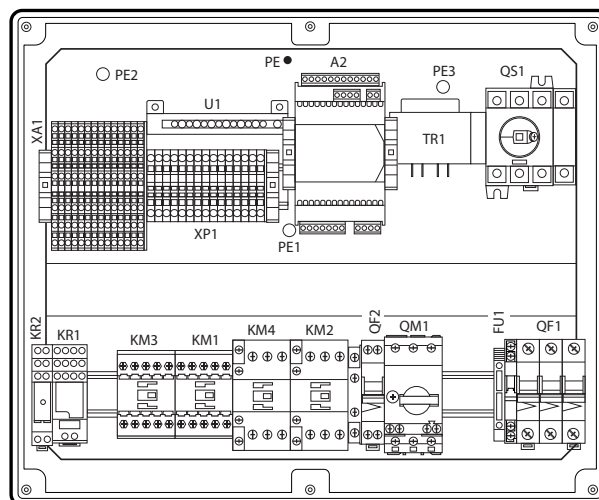 PE
A2
PE2
PE3
QS1
U1
XA1
TR1
XP1
PE1
KR2
KR1
KM3
KM1
KM4
KM2
QF2
QM1
FU1
QF1